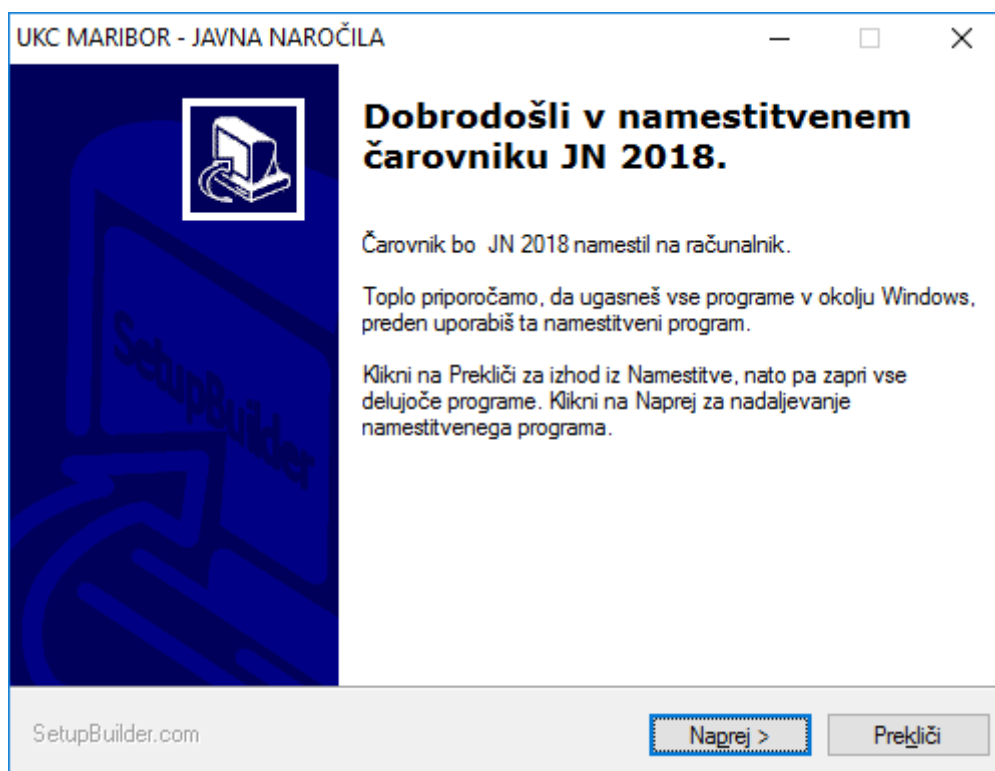 UKC MARIBOR - JAVNA NAROČILA
Dobrodošli v namestitvenem
čarovniku JN 2018.
Čarovnik bo  JN 2018 namestil na računalnik.
Toplo priporočamo, da ugasneš vse programe v okolju Windows,
preden uporabiš ta namestitveni program.
Klikni na Prekliči za izhod iz Namestitve, nato pa zapri vse
delujoče programe. Klikni na Naprej za nadaljevanje
namestitvenega programa.
SetupBuilder
SetupBuilder.com
Naprej >
Prekliči